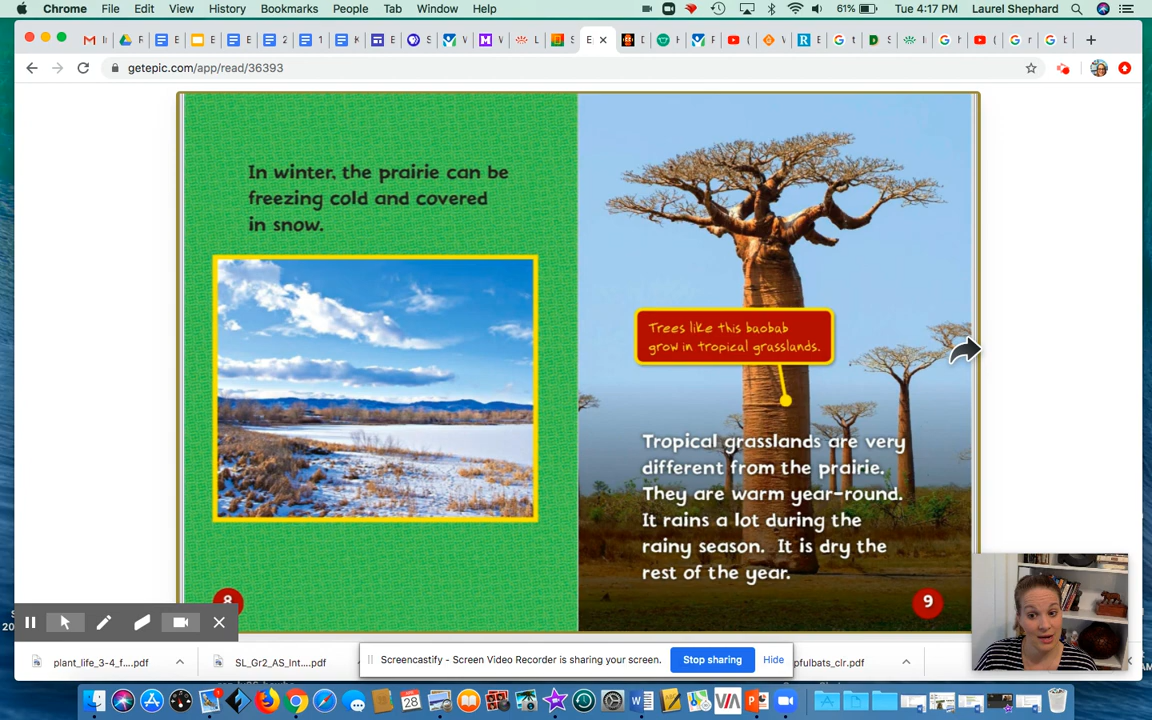 Chrome File Edit View History Bookmarks People Tab Window Help 61% Tue 4:17 PM Laurel Shephard
getepic.com/app/read/36393
In winter, the prairie can be
freezing cold and covered
in snow.
8
Trees like this baobab
grow in tropical grasslands.
Tropical grasslands are very
different from the prairie.
They are warm year-round.
It rains a lot during the
rainy season. It is dry the
rest of the year.
9
plant_life_3-4_f....pdf
SL_Gr2_AS_Int....pdf
Screencastify - Screen Video Recorder is sharing your screen. Stop sharing Hide
pfulbats_clr.pdf